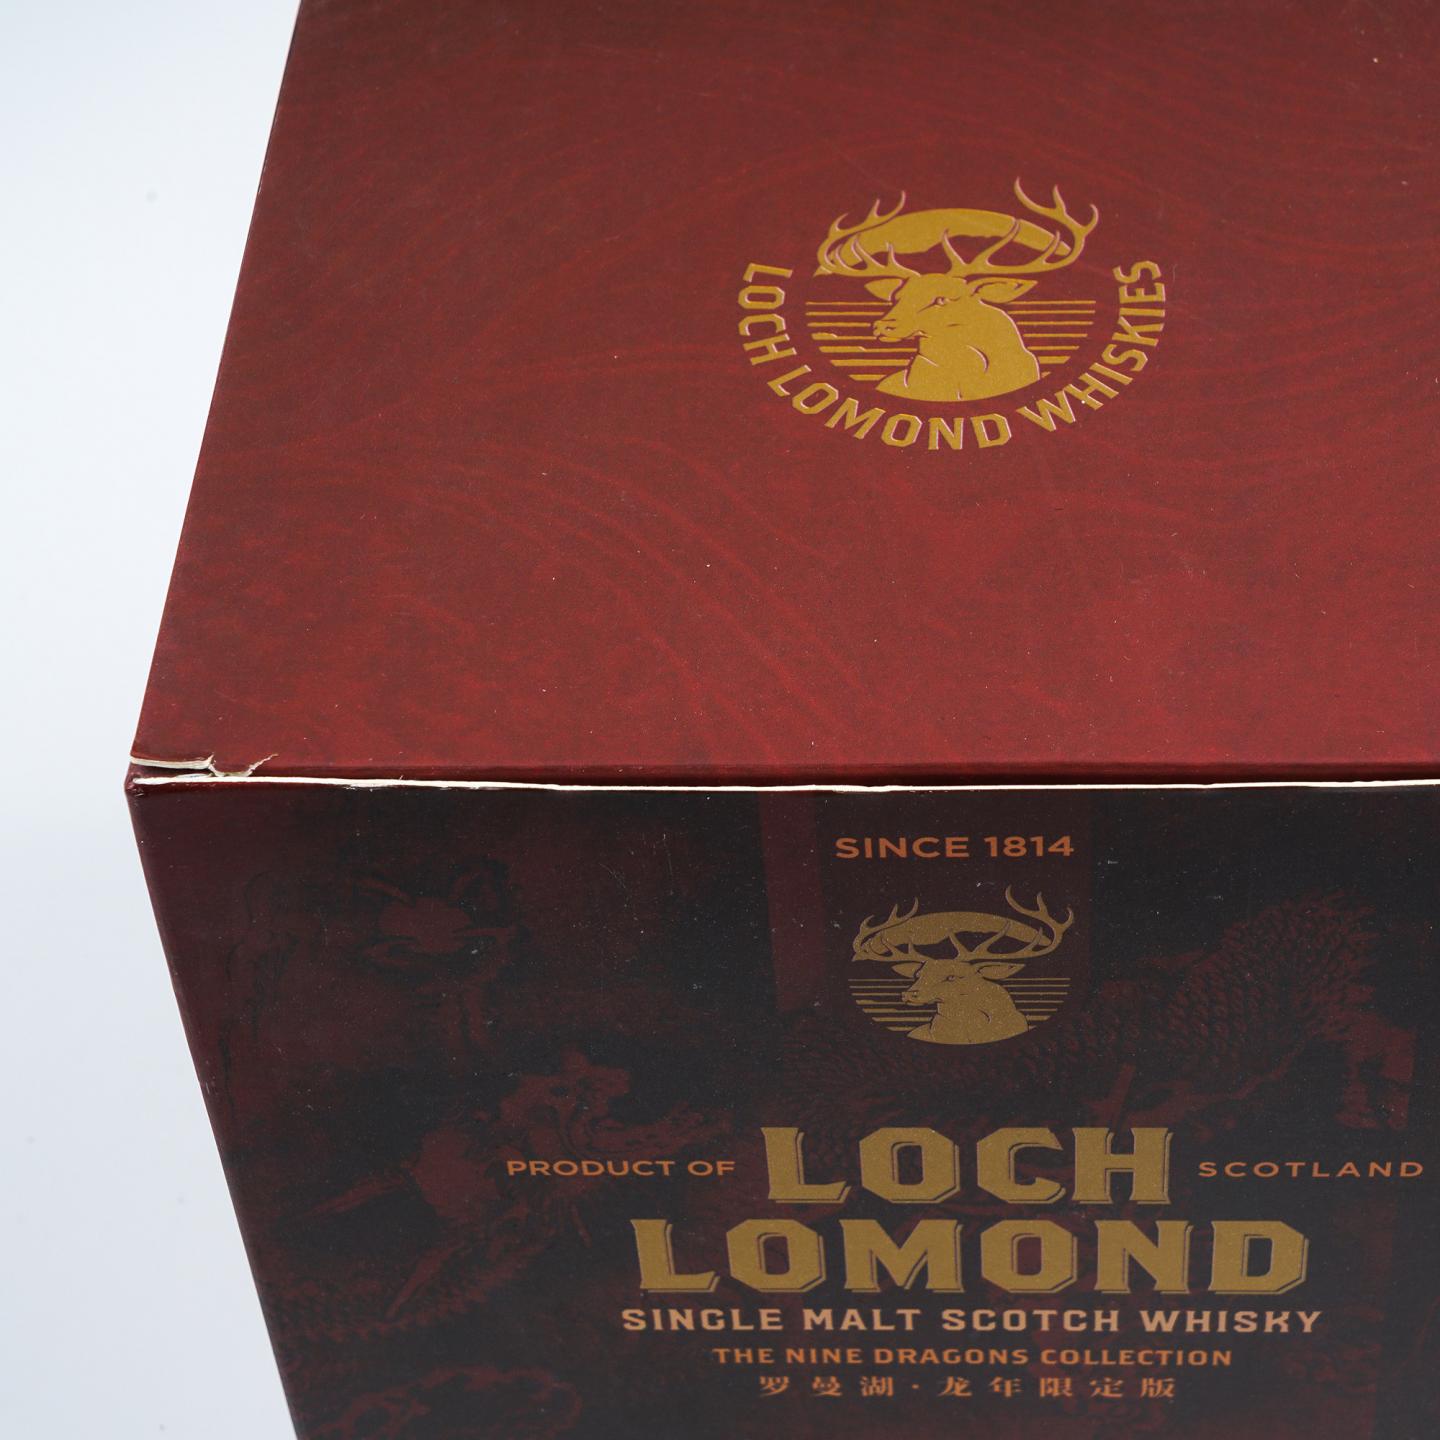 LOCH LOMOND WHISKIES
SINCE 1814
PRODUCT OF LOCH SCOTLAND
LOMOND
SINGLE MALT SCOTCH WHISKY
THE NINE DRAGONS COLLECTION
罗曼湖·龙年限定版